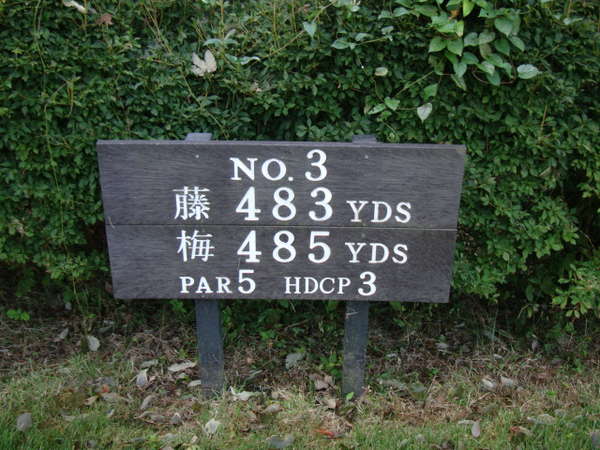 NO. 3
藤 483 YDS
梅 485 YDS
PAR 5 HDCP 3